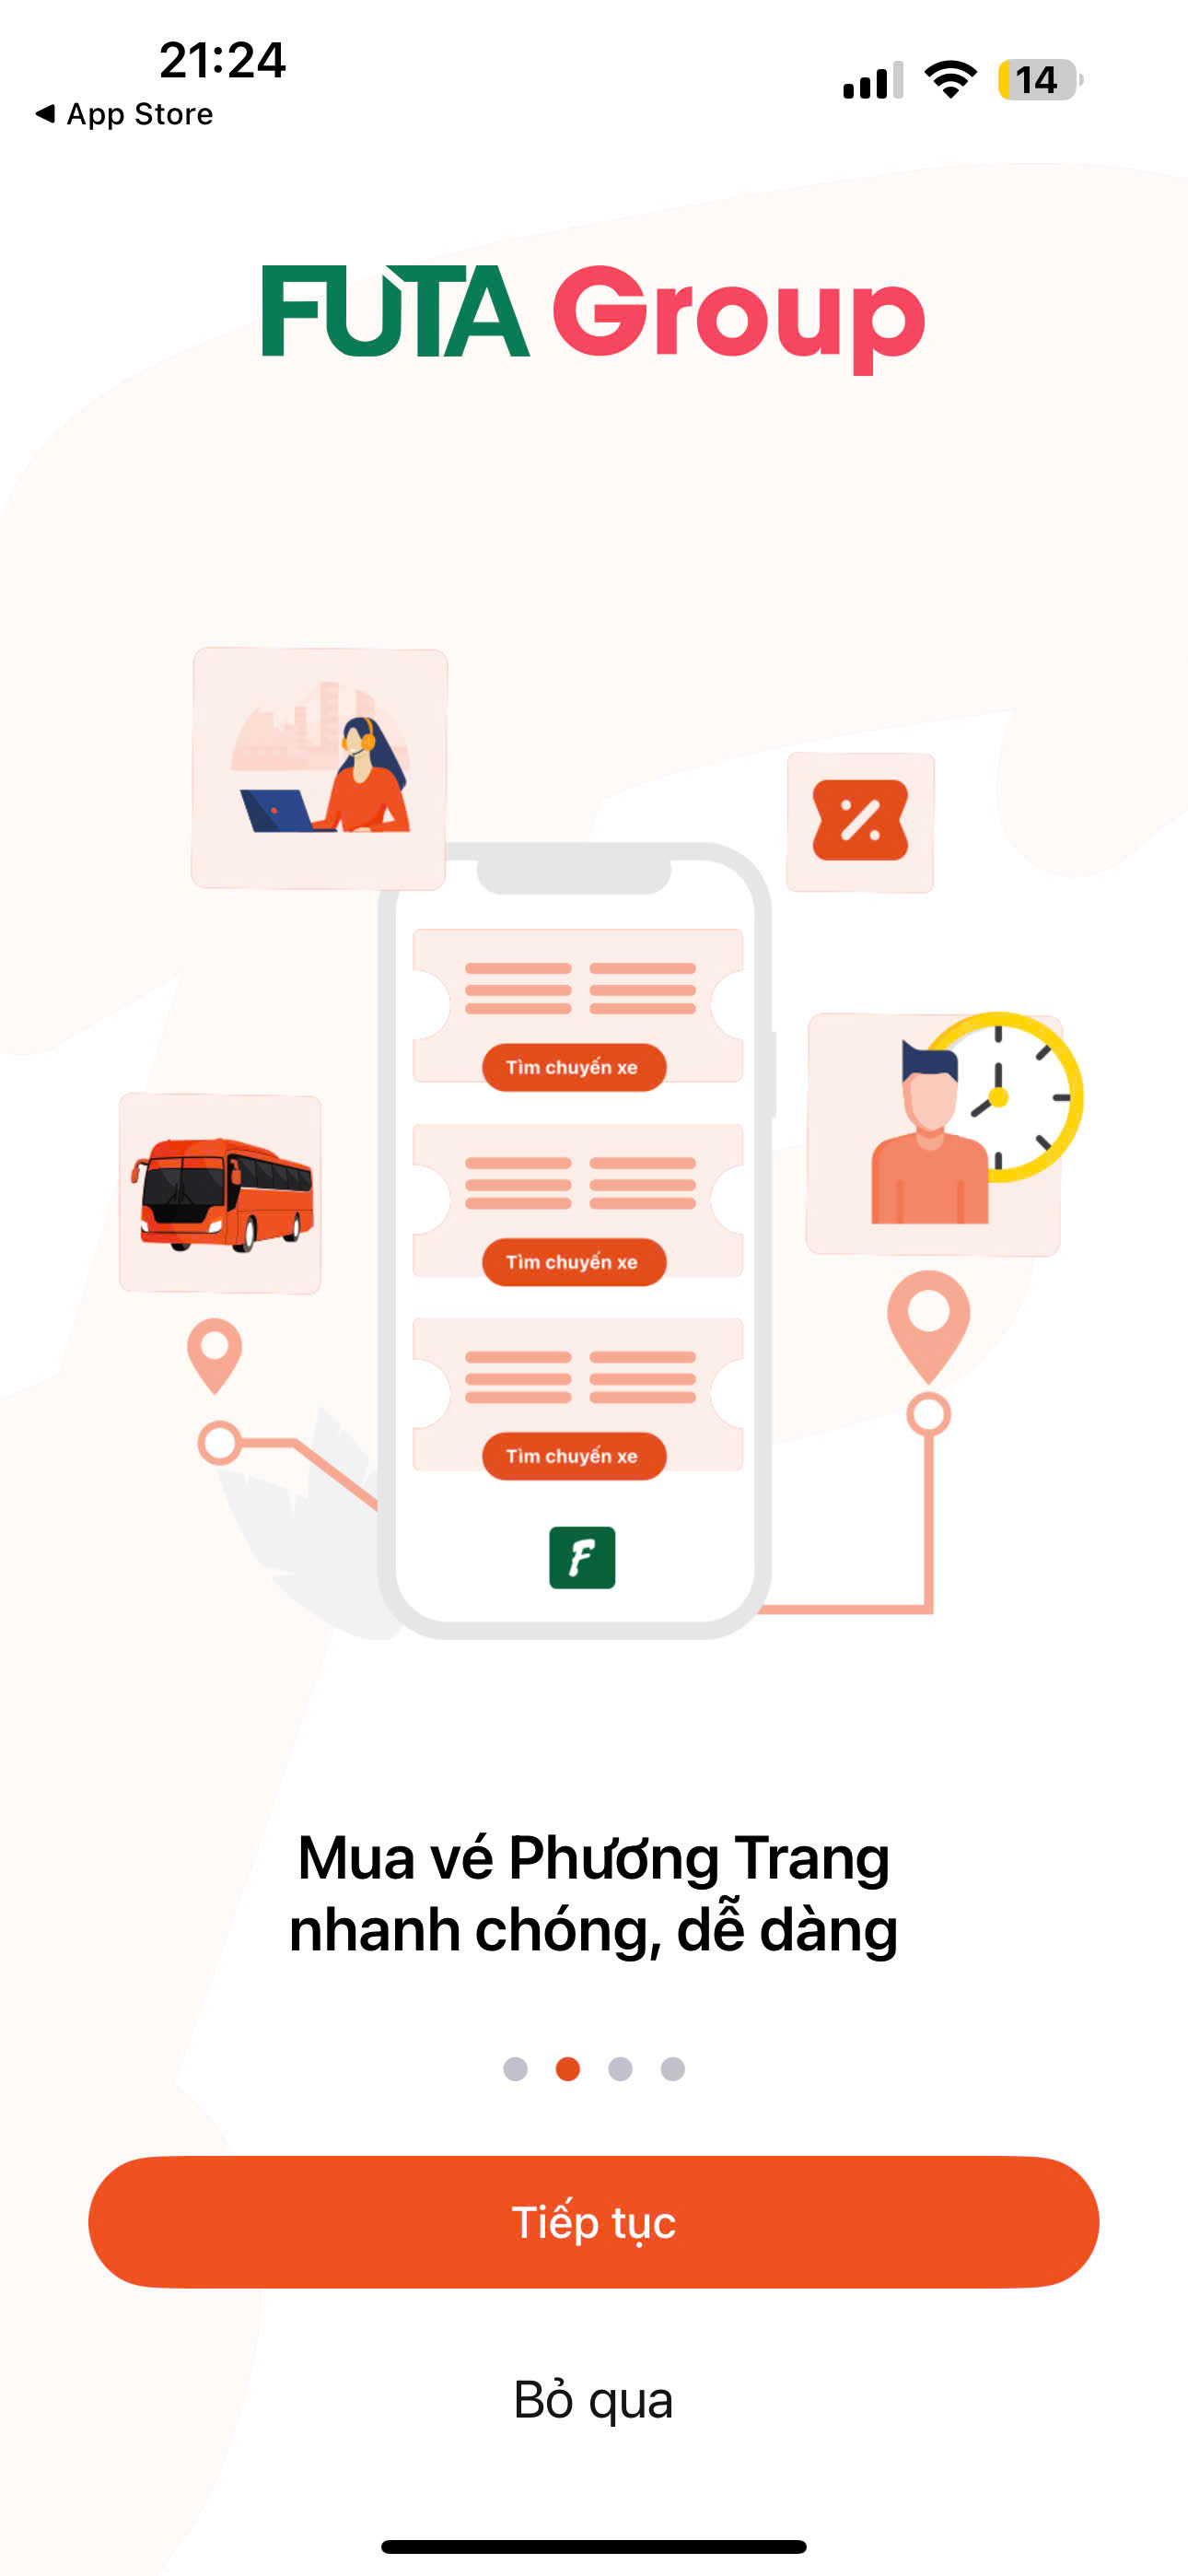 21:24
◀ App Store
14
FUTA Group
Tìm chuyến xe
Tìm chuyến xe
Tìm chuyến xe
F
Mua vé Phương Trang
nhanh chóng, dễ dàng
Tiếp tục
Bỏ qua